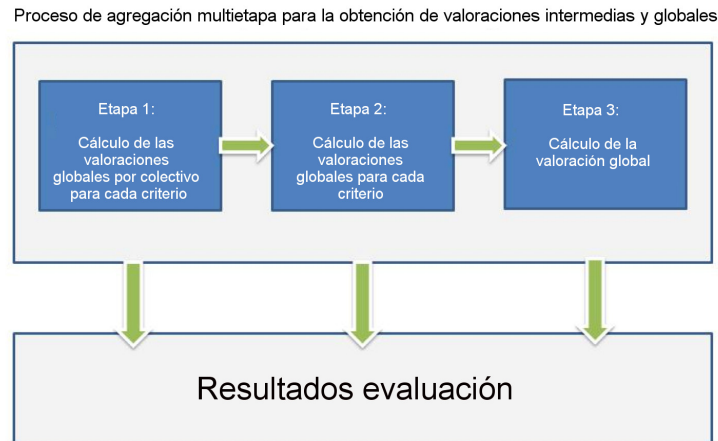 Proceso de agregación multietapa para la obtención de valoraciones intermedias y globales
Etapa 1:
Cálculo de las
valoraciones
globales por colectivo
para cada criterio
Etapa 2:
Cálculo de las
valoraciones
globales para cada
criterio
Etapa 3:
Cálculo de la
valoración global
Resultados evaluación